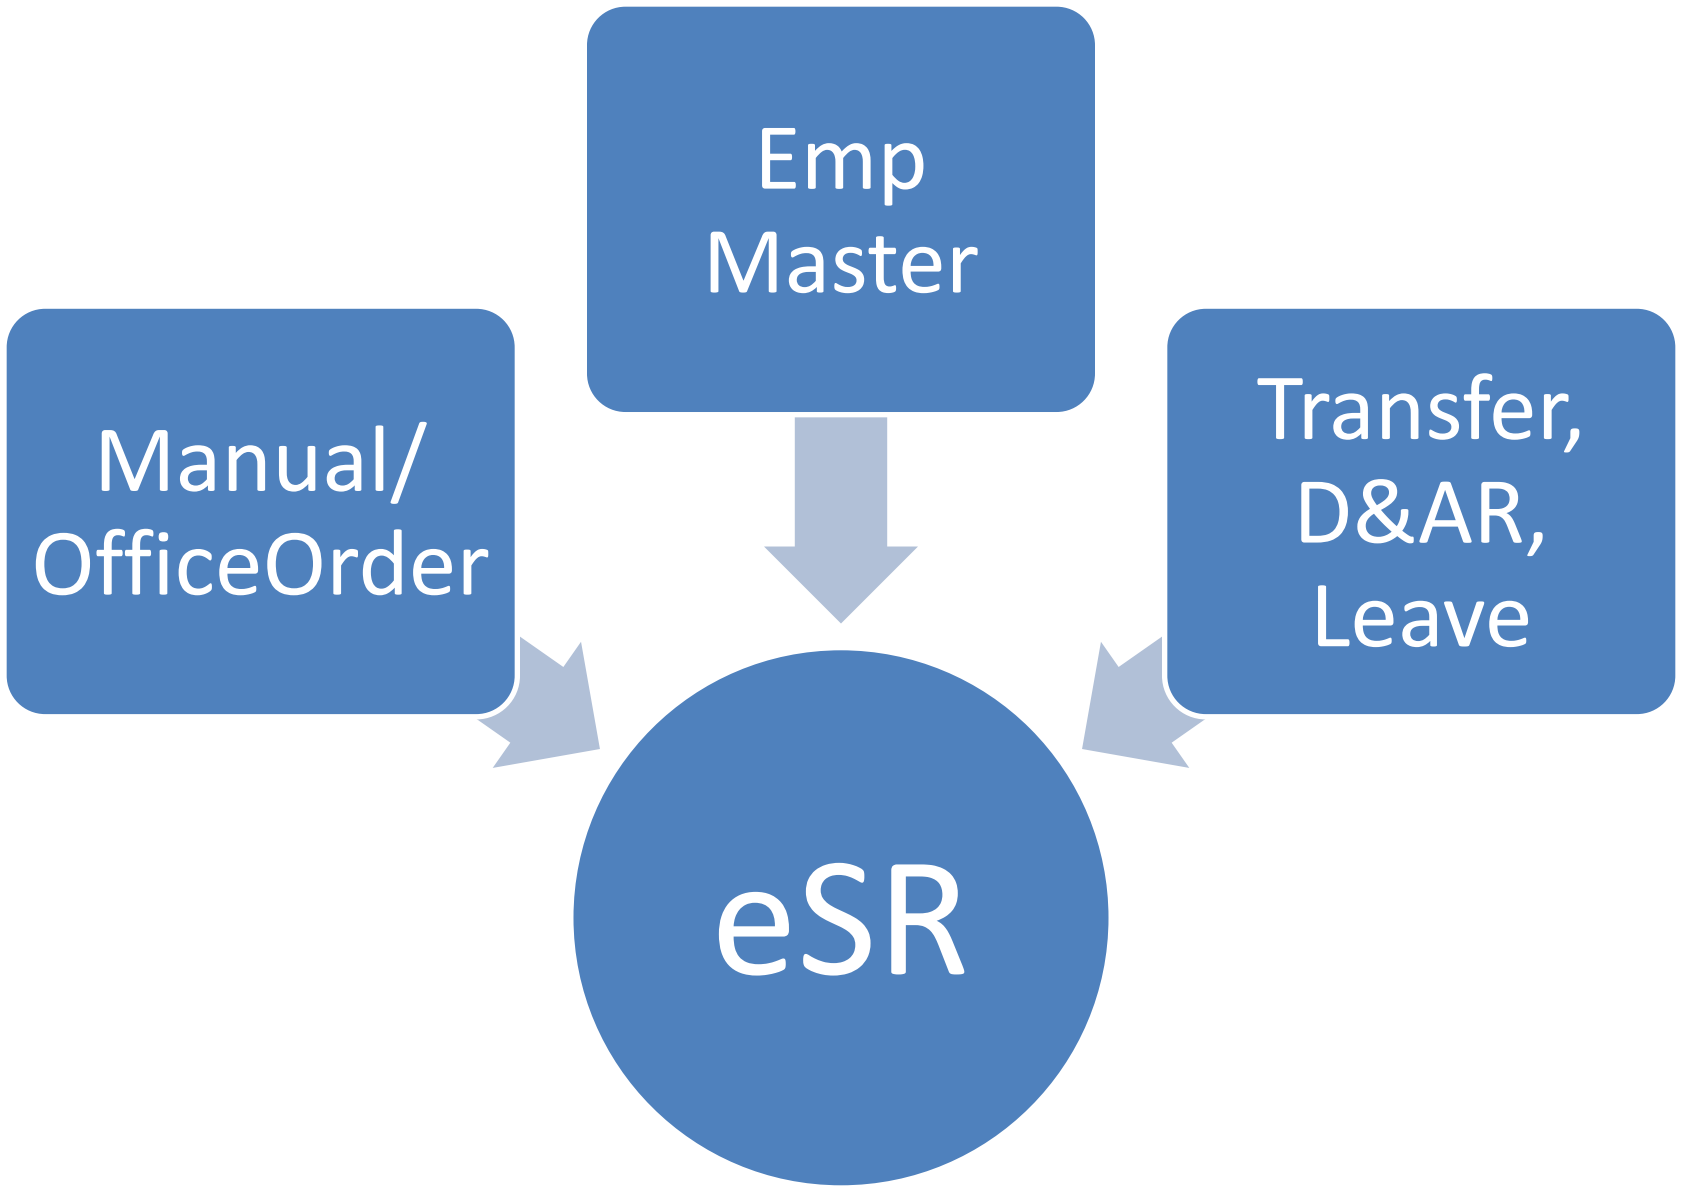 Emp
Master
Manual/
OfficeOrder
Transfer,
D&AR,
Leave
eSR